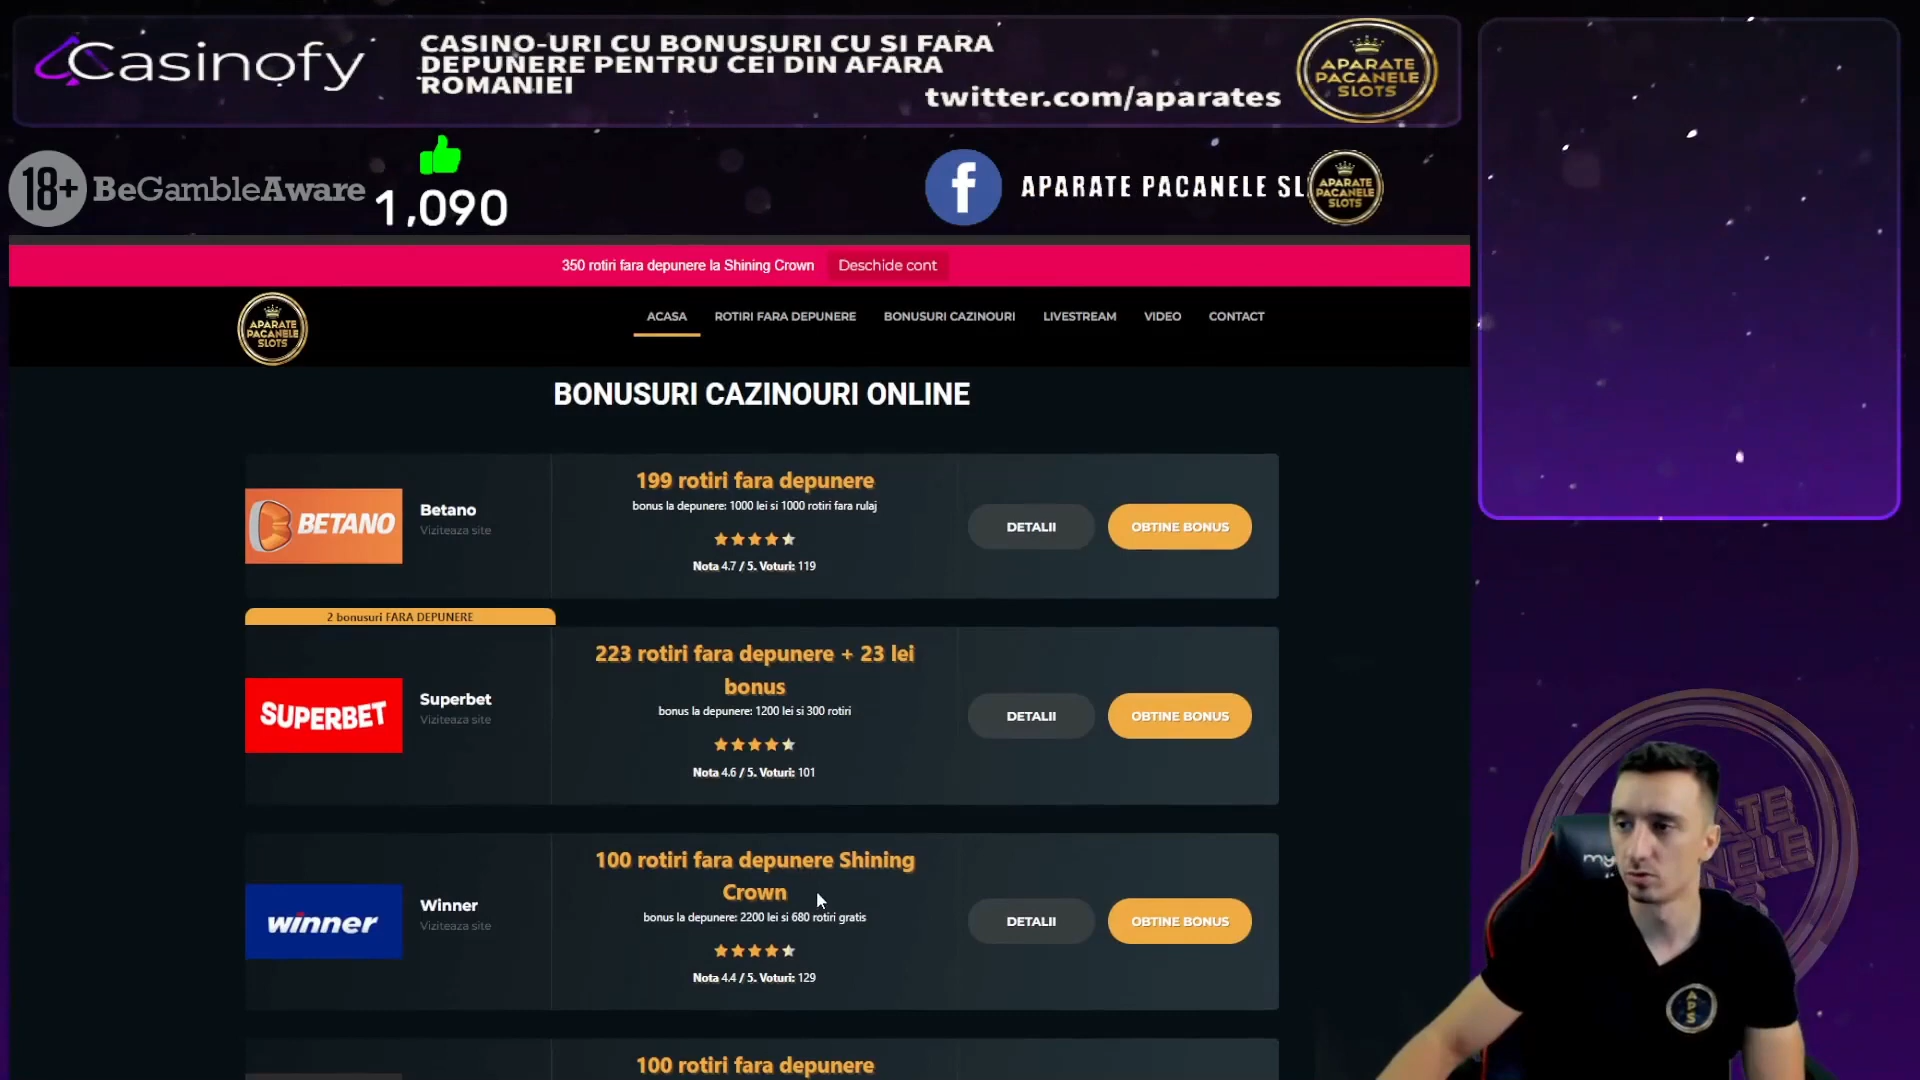 Casinofy
CASINO-URI CU BONUSURI CU SI FARA
DEPUNERE PENTRU CEI DIN AFARA
ROMANIEI
twitter.com/aparates
APARATE
PACANELE
SLOTS
18+ BeGambleAware
1,090
f
APARATE PACANELE SL
APARATE
PACANELE
SLOTS
350 rotiri fara depunere la Shining Crown
Deschide cont
APARATE
PACANELE
SLOTS
ACASA
ROTIRI FARA DEPUNERE
BONUSURI CAZINOURI
LIVESTREAM
VIDEO
CONTACT
BONUSURI CAZINOURI ONLINE
BETANO
Betano
Viziteaza site
199 rotiri fara depunere
bonus la depunere: 1000 lei si 1000 rotiri fara rulaj
Nota 4.7 / 5. Voturi: 119
DETALII
OBTINE BONUS
2 bonusuri FARA DEPUNERE
SUPERBET
Superbet
Viziteaza site
223 rotiri fara depunere + 23 lei
bonus
bonus la depunere: 1200 lei si 300 rotiri
Nota 4.6 / 5. Voturi: 101
DETALII
OBTINE BONUS
winner
Winner
Viziteaza site
100 rotiri fara depunere Shining
Crown
bonus la depunere: 2200 lei si 680 rotiri gratis
Nota 4.4 / 5. Voturi: 129
DETALII
OBTINE BONUS
100 rotiri fara depunere
APS